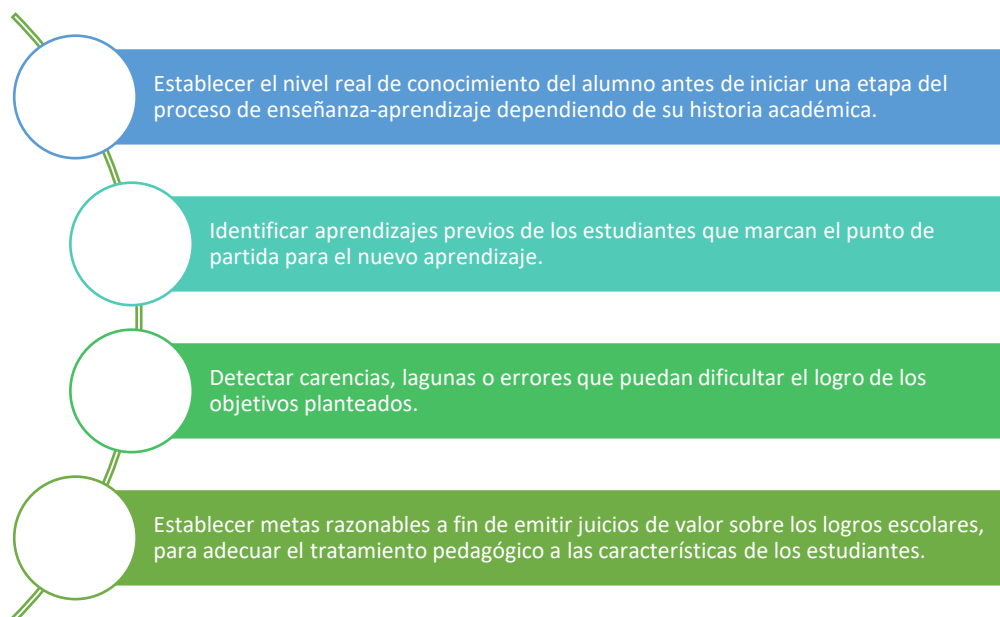 Establecer el nivel real de conocimiento del alumno antes de iniciar una etapa del
proceso de enseñanza-aprendizaje dependiendo de su historia académica.
Identificar aprendizajes previos de los estudiantes que marcan el punto de
partida para el nuevo aprendizaje.
Detectar carencias, lagunas o errores que puedan dificultar el logro de los
objetivos planteados.
Establecer metas razonables a fin de emitir juicios de valor sobre los logros escolares,
para adecuar el tratamiento pedagógico a las características de los estudiantes.